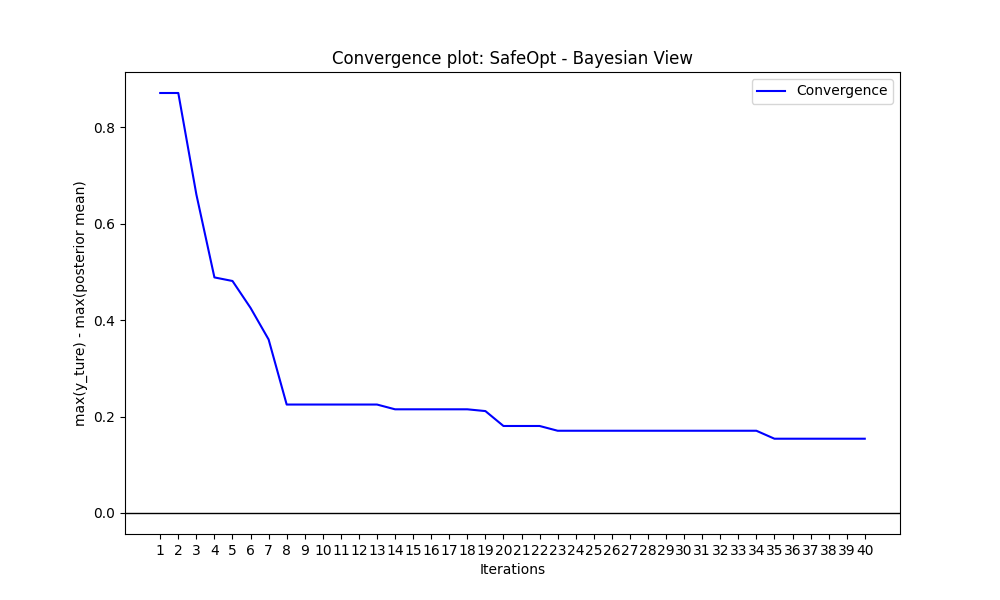 Convergence plot: SafeOpt - Bayesian View
Convergence
max(y_ture) - max(posterior mean)
0.8
0.6
0.4
0.2
0.0
1 2 3 4 5 6 7 8 9 10 11 12 13 14 15 16 17 18 19 20 21 22 23 24 25 26 27 28 29 30 31 32 33 34 35 36 37 38 39 40
Iterations